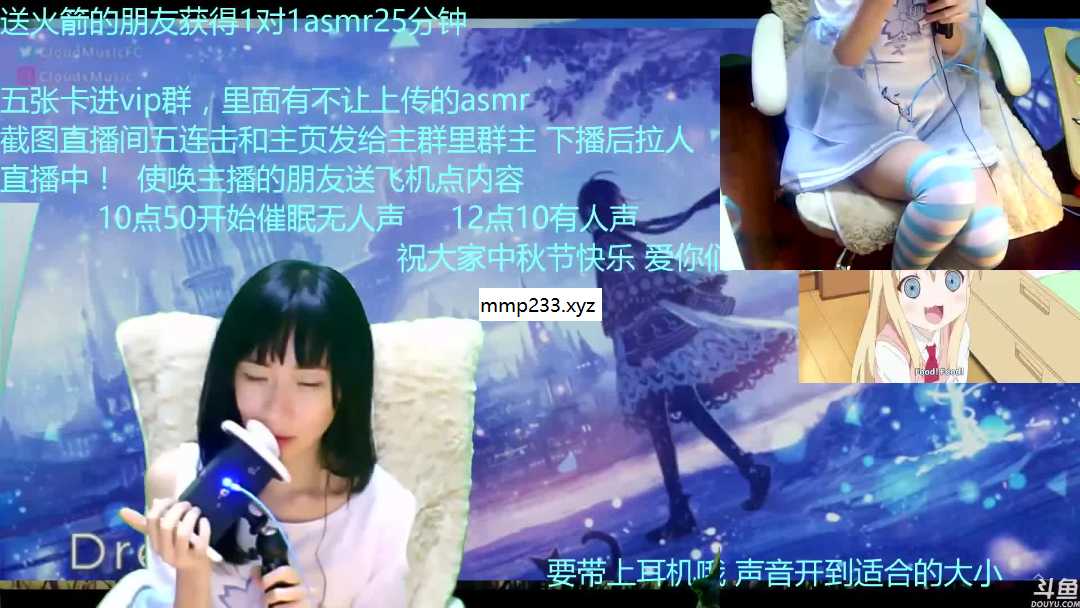 送火箭的朋友获得1对1asmr25分钟
CloudMusicFC
CloudsMusic
五张卡进vip群，里面有不让上传的asmr
截图直播间五连击和主页发给主群里群主 下播后拉人
直播中！ 使唤主播的朋友送飞机点内容
10点50开始催眠无人声 12点10有人声
祝大家中秋节快乐 爱你们
mmp233.xyz
Food! Food!
Dre
要带上耳机哦 声音开到适合的大小
斗鱼
DOUYU.COM